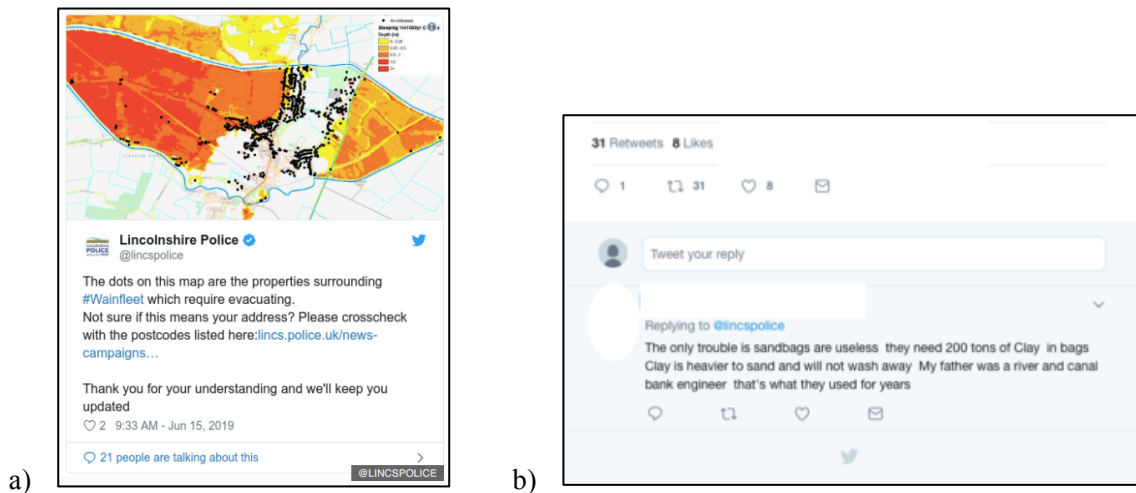 Depth (m)
Lincolnshire Police
POLICE
@lincspolice
The dots on this map are the properties surrounding
#Wainfleet which require evacuating.
Not sure if this means your address? Please crosscheck
with the postcodes listed here:lincs.police.uk/news-
campaigns…
Thank you for your understanding and we'll keep you
updated
2 9:33 AM - Jun 15, 2019
21 people are talking about this
@LINCSPOLICE
a)
31 Retweets 8 Likes
1 31 8
Tweet your reply
Replying to @lincspolice
The only trouble is sandbags are useless they need 200 tons of Clay in bags
Clay is heavier to sand and will not wash away My father was a river and canal
bank engineer that's what they used for years
b)